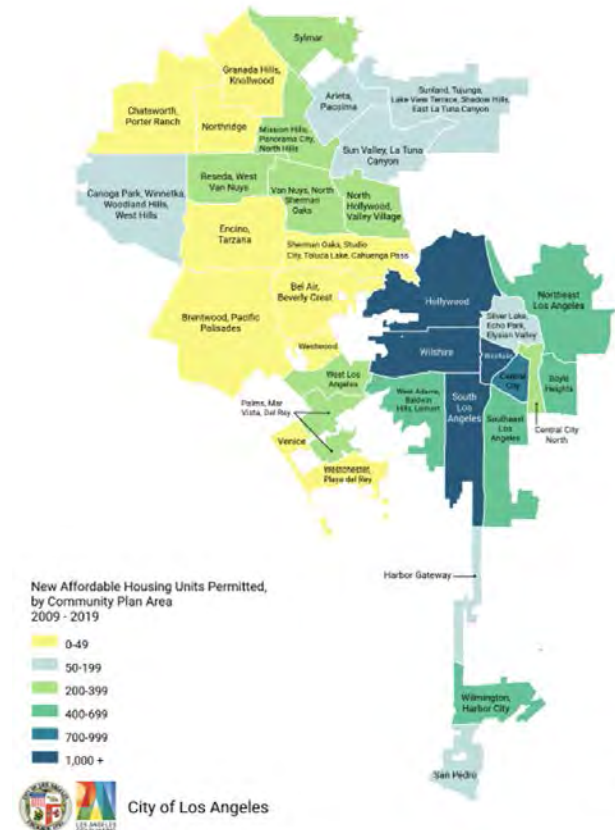 Sylmar
Granada Hills,
Knollwood
Arleta,
Pacoima
Sunland, Tujunga,
Lake View Terrace, Shadow Hills,
East La Tuna
Canyon
Chatsworth,
Porter Ranch
Northridge
Mission Hills,
Panorama City,
North Hills
Sun Valley, La Tuna
Canyon
Canoga Park, Winnetka,
Woodland Hills,
West Hills
Reseda, West
Van Nuys
Van Nuys, North
Sherman
Oaks
North
Hollywood,
Valley Village
Encino,
Tarzana
Sherman Oaks, Studio
City, Toluca Lake, Cahuenga Pass
Bel Air,
Beverly Crest
Hollywood
Northeast
Los Angeles
Brentwood, Pacific
Palisades
Silver Lake,
Echo Park,
Elysian Valley
Westwood
Wilshire
Westlake
West Los
Angeles
Central
City
Boyle
Heights
Palms, Mar
Vista, Del Rey
West Adams,
Baldwin
Hills, Leimert
South
Los
Angeles
Southeast
Los
Angeles
Central City
North
Venice
Westchester,
Playa del Rey
Harbor Gateway
New Affordable Housing Units Permitted,
by Community Plan Area
2009 - 2019
0-49
50-199
200-399
400-699
700-999
1,000 +
Wilmington,
Harbor City
San Pedro
LOS ANGELES
City of Los Angeles